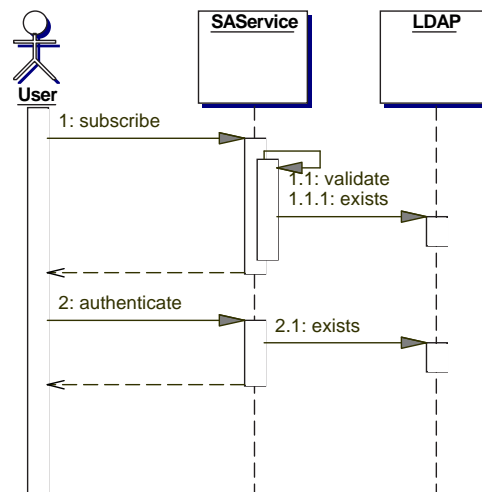 SAService
LDAP
User
1: subscribe
1.1: validate
1.1.1: exists
2: authenticate
2.1: exists